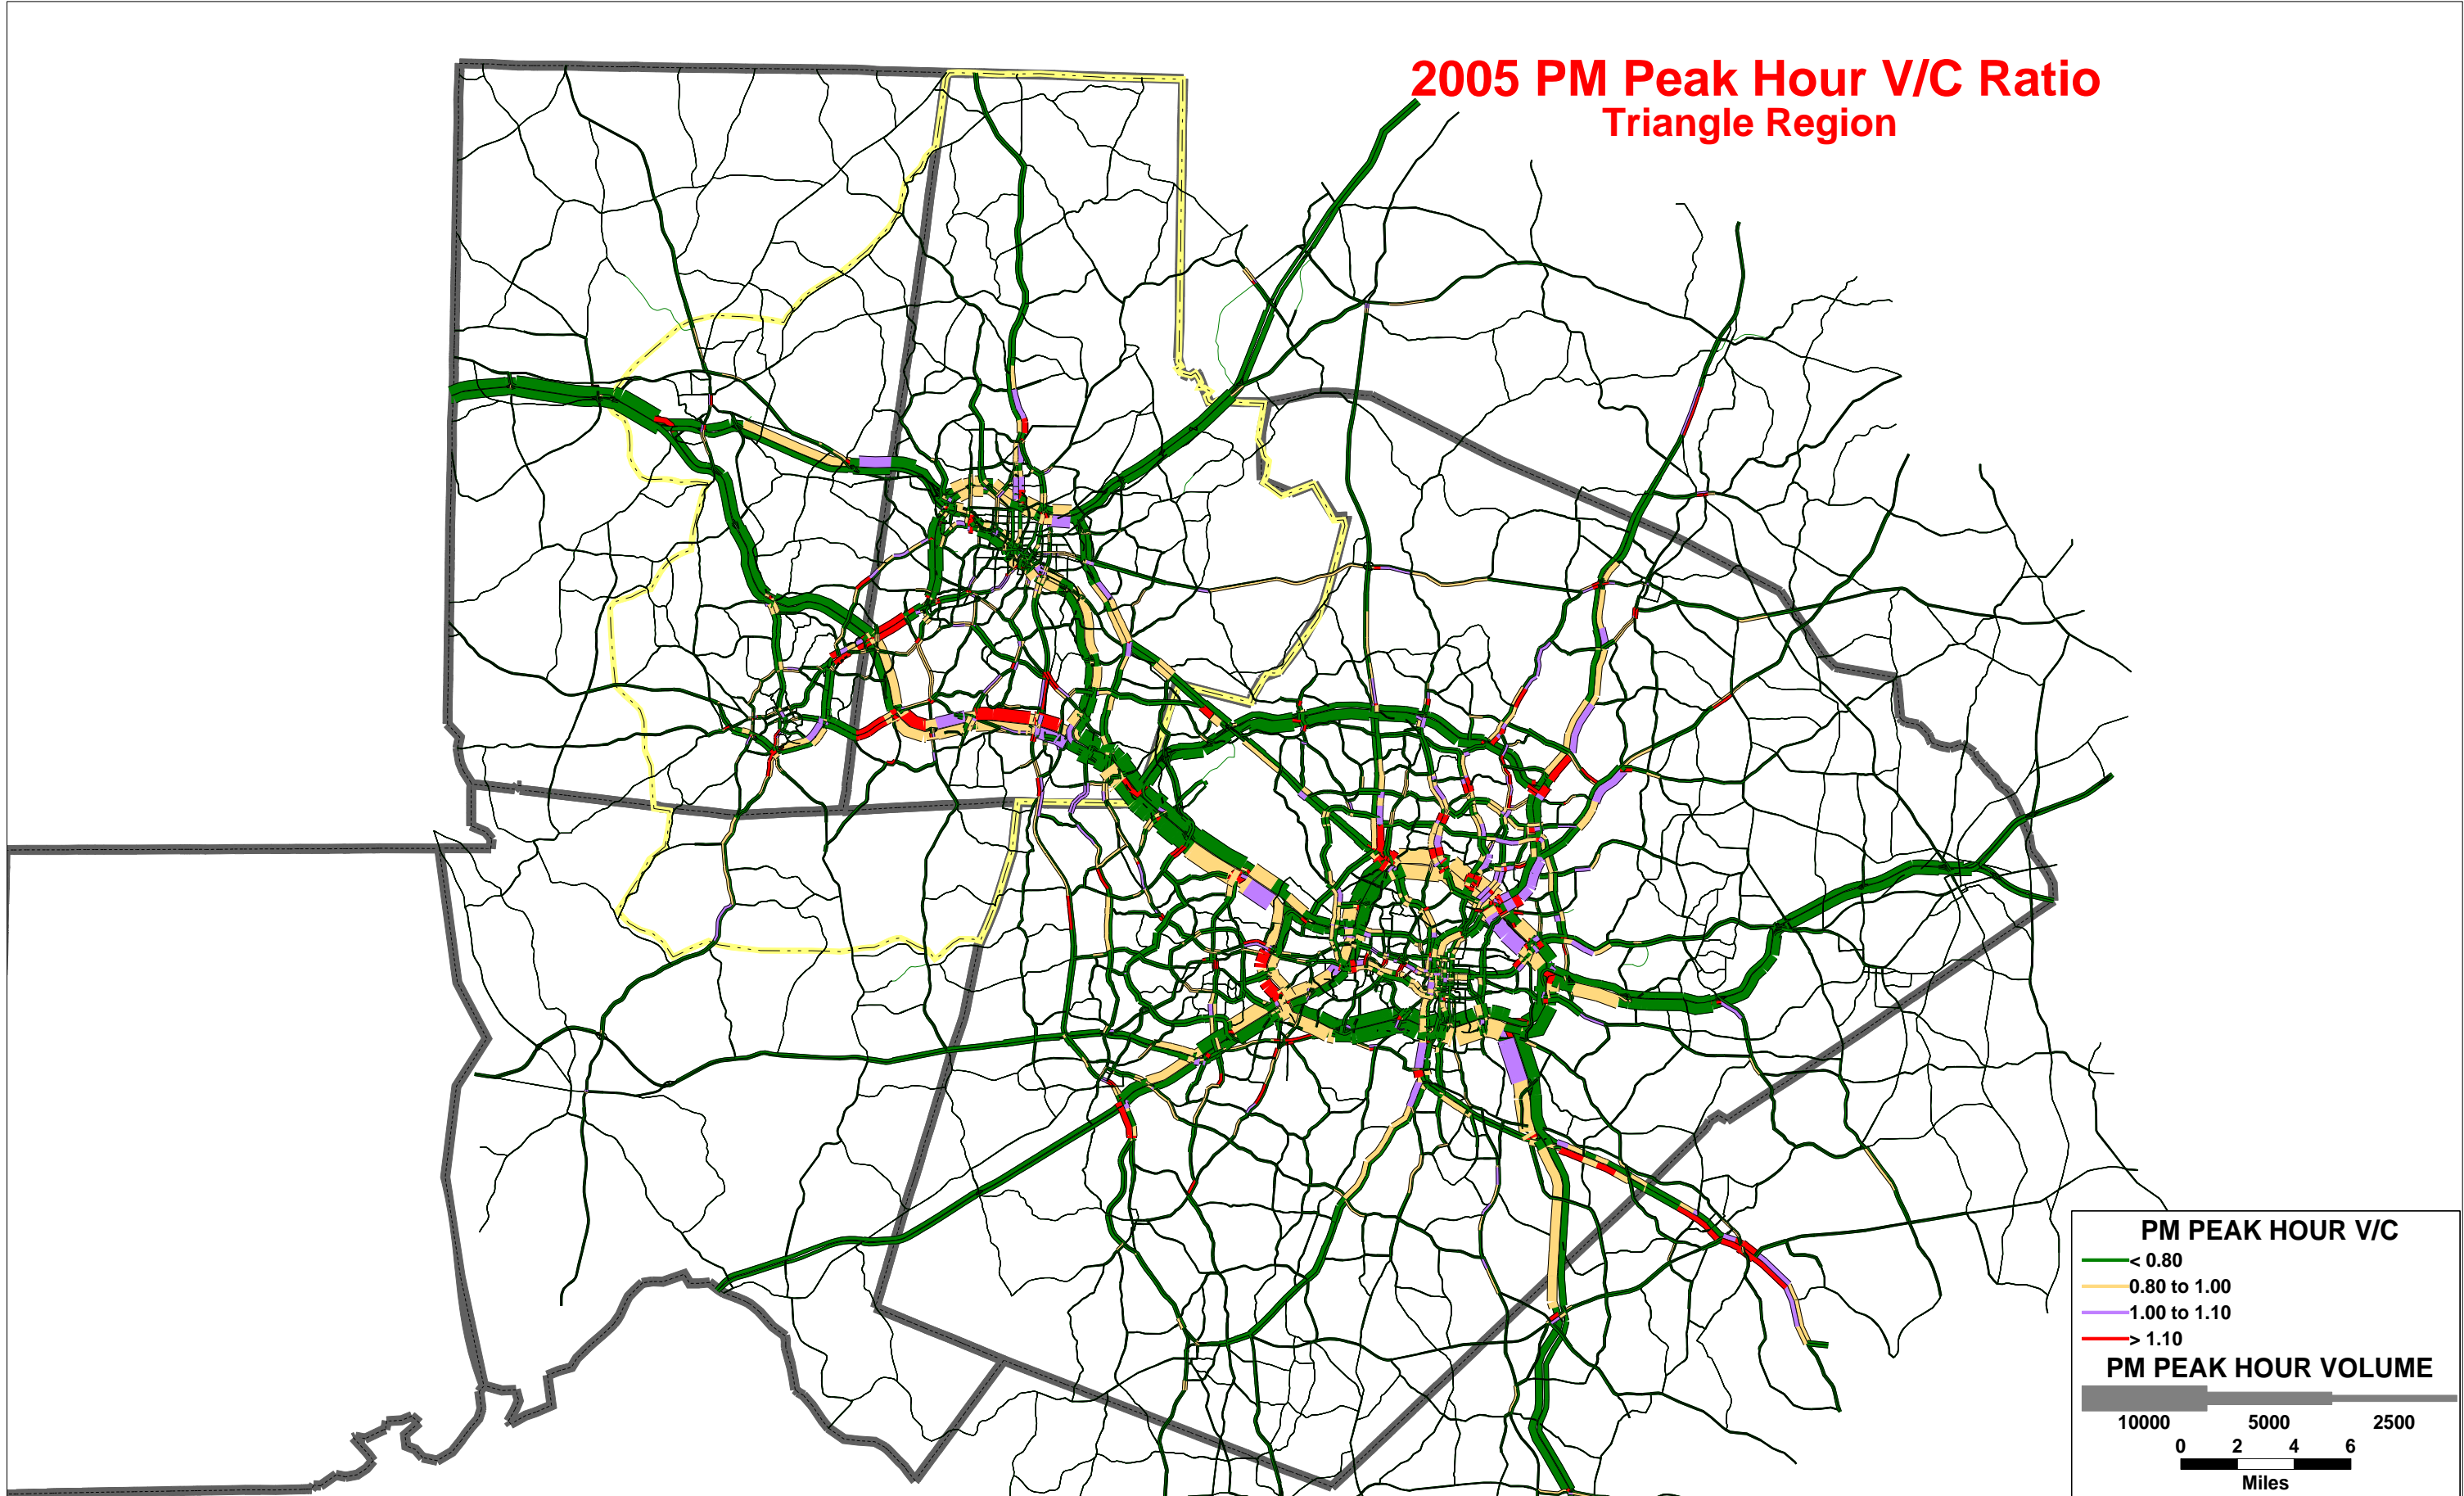 2005 PM Peak Hour V/C Ratio
Triangle Region
PM PEAK HOUR V/C
< 0.80
0.80 to 1.00
1.00 to 1.10
> 1.10
PM PEAK HOUR VOLUME
10000 5000 2500
0 2 4 6
Miles